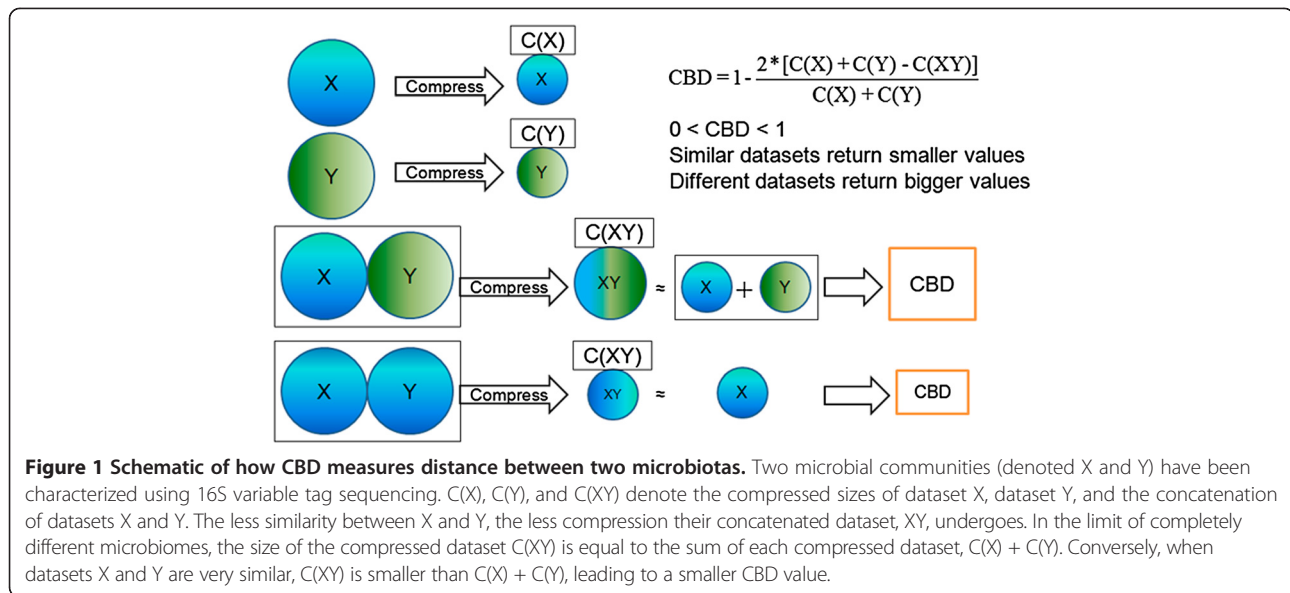 C(X)
X
Compress
X
CBD = 1 - 2*[C(X) + C(Y) - C(XY)]
C(X) + C(Y)
0 < CBD < 1
Similar datasets return smaller values
Different datasets return bigger values
C(Y)
Y
Compress
Y
C(XY)
X
Y
Compress
XY
≈
X
+
Y
CBD
C(XY)
X
Y
Compress
XY
≈
X
CBD
Figure 1 Schematic of how CBD measures distance between two microbiotas. Two microbial communities (denoted X and Y) have been
characterized using 16S variable tag sequencing. C(X), C(Y), and C(XY) denote the compressed sizes of dataset X, dataset Y, and the concatenation
of datasets X and Y. The less similarity between X and Y, the less compression their concatenated dataset, XY, undergoes. In the limit of completely
different microbiomes, the size of the compressed dataset C(XY) is equal to the sum of each compressed dataset, C(X) + C(Y). Conversely, when
datasets X and Y are very similar, C(XY) is smaller than C(X) + C(Y), leading to a smaller CBD value.